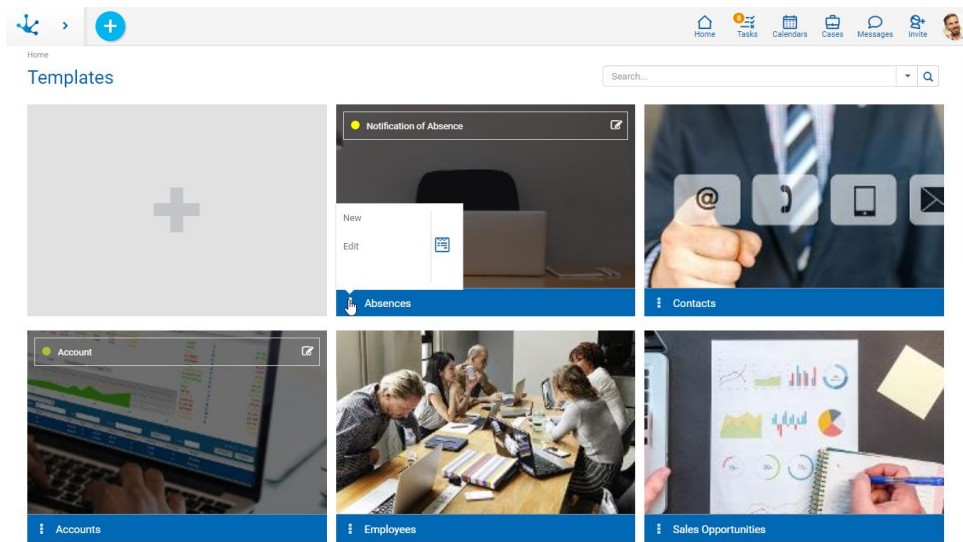 8
Home
Tasks
Calendars
Cases
Messages
Invite
Home
Templates
Search...
Notification of Absence
New
Edit
@
Absences
Contacts
Account
Accounts
Employees
Sales Opportunities